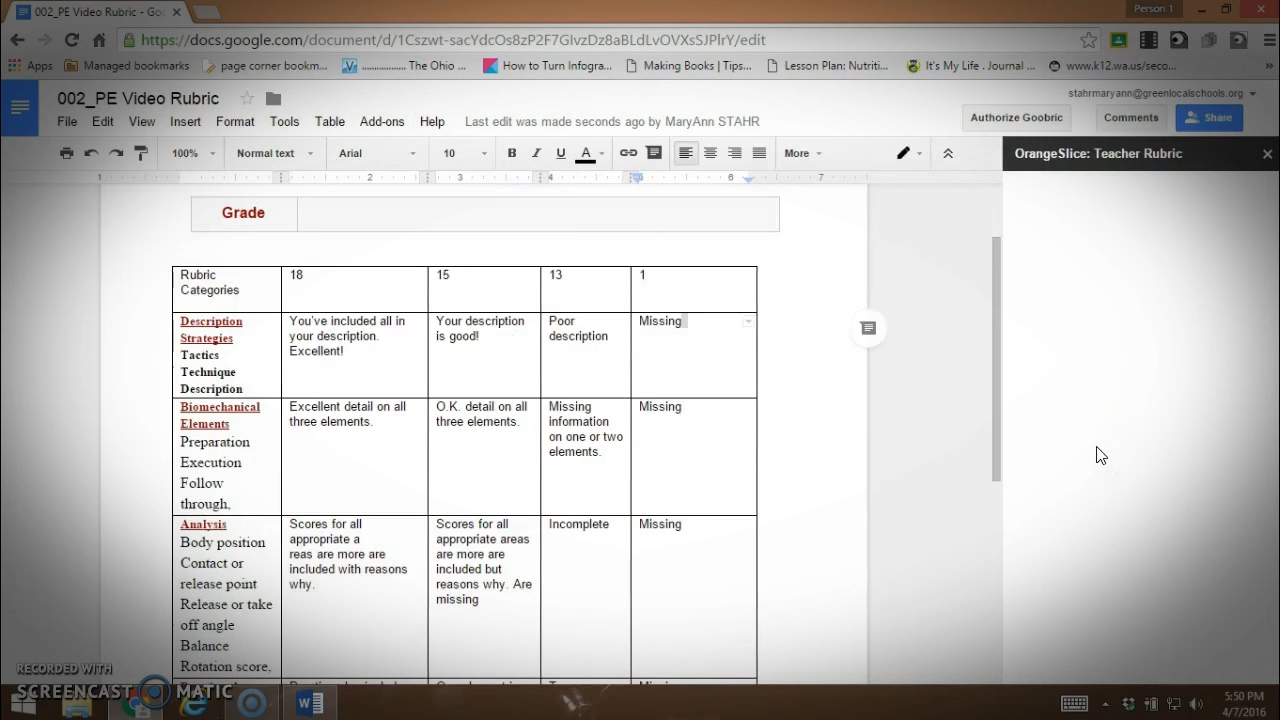 002_PE Video Rubric - Goo
Person 1
https://docs.google.com/document/d/1Cszwt-sacYdcOs8zP2F7GIvzDz8aBLdLvOVXsSJPlrY/edit
Apps
Managed bookmarks
page corner bookm...
................. The Ohio ...
How to Turn Infogra...
Making Books | Tips...
Lesson Plan: Nutriti...
It's My Life . Journal ...
www.k12.wa.us/seco...
002_PE Video Rubric
stahrmaryann@greenlocalschools.org
File Edit View Insert Format Tools Table Add-ons Help Last edit was made seconds ago by MaryAnn STAHR
Authorize Goobric
Comments
Share
100% Normal text Arial 10 B I U A More
OrangeSlice: Teacher Rubric
1 1 2 3 4 6 7
Grade
Rubric
Categories
18
15
13
1
Description
Strategies
Tactics
Technique
Description
You've included all in
your description.
Excellent!
Your description
is good!
Poor
description
Missing
Biomechanical
Elements
Preparation
Execution
Follow
through,
Excellent detail on all
three elements.
O.K. detail on all
three elements.
Missing
information
on one or two
elements.
Missing
Analysis
Body position
Contact or
release point
Release or take
off angle
Balance
Rotation score,
Scores for all
appropriate a
reas are more are
included with reasons
why.
Scores for all
appropriate areas
are more are
included but
reasons why. Are
missing
Incomplete
Missing
Missing
RECORDED WITH
SCREENCAST MATIC
5:50 PM
4/7/2016